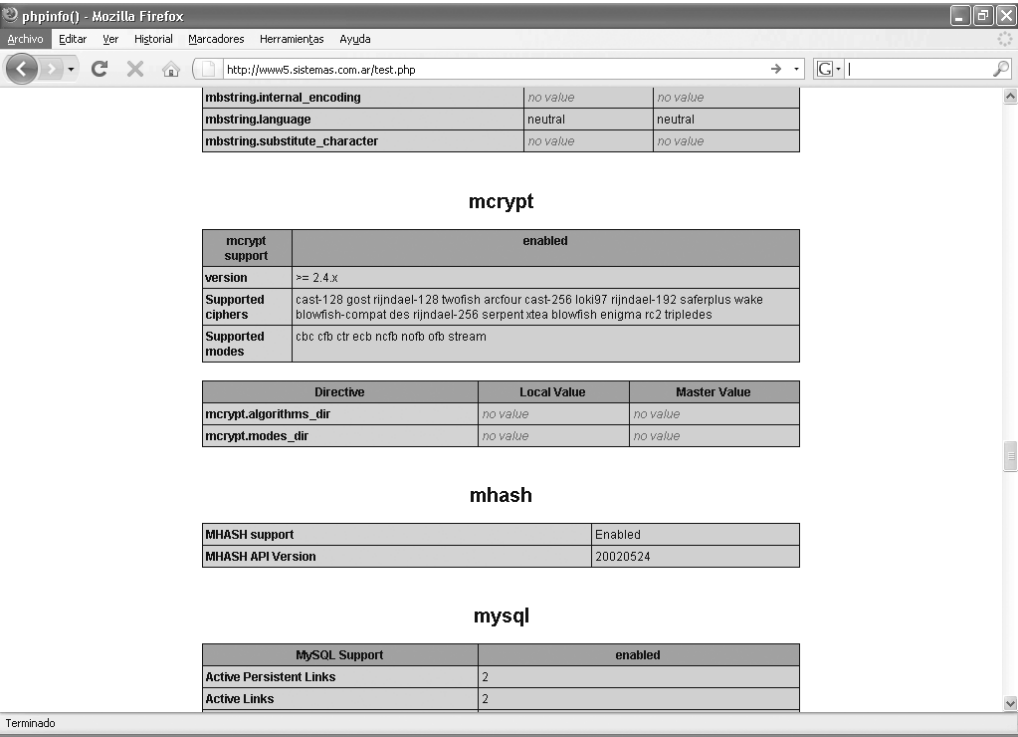 phpinfo() - Mozilla Firefox
Archivo Editar Ver Historial Marcadores Herramientas Ayuda
http://www5.sistemas.com.ar/test.php
G
mbstring.internal_encoding no value no value
mbstring.language neutral neutral
mbstring.substitute_character no value no value
mcrypt
mcrypt support enabled
version >= 2.4.x
Supported ciphers cast-128 gost rijndael-128 twofish arcfour cast-256 loki97 rijndael-192 saferplus wake
blowfish-compat des rijndael-256 serpent xtea blowfish enigma rc2 tripledes
Supported modes cbc cfb ctr ecb ncfb nofb ofb stream
Directive Local Value Master Value
mcrypt.algorithms_dir no value no value
mcrypt.modes_dir no value no value
mhash
MHASH support Enabled
MHASH API Version 20020524
mysql
MySQL Support enabled
Active Persistent Links 2
Active Links 2
Terminado